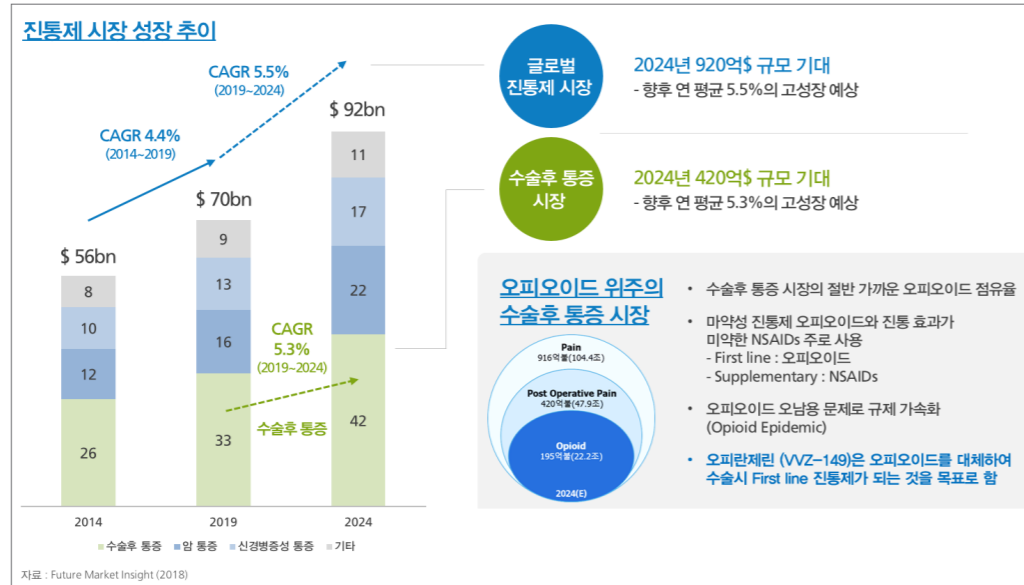 진통제 시장 성장 추이
CAGR 5.5%
(2019~2024)
$ 92bn
CAGR 4.4%
(2014~2019)
$ 70bn
$ 56bn
8
10
12
26
9
13
16
33
11
17
22
42
CAGR
5.3%
(2019~2024)
수술후 통증
2014
2019
2024
수술후 통증
암 통증
신경병증성 통증
기타
자료 : Future Market Insight (2018)
글로벌
진통제 시장
2024년 920억$ 규모 기대
- 향후 연 평균 5.5%의 고성장 예상
수술후 통증
시장
2024년 420억$ 규모 기대
- 향후 연 평균 5.3%의 고성장 예상
오피오이드 위주의
수술후 통증 시장
Pain
916억불(104.4조)
Post Operative Pain
420억불(47.9조)
Opioid
195억불(22.2조)
2024(E)
• 수술후 통증 시장의 절반 가까운 오피오이드 점유율
• 마약성 진통제 오피오이드와 진통 효과가
미약한 NSAIDs 주로 사용
- First line : 오피오이드
- Supplementary : NSAIDs
• 오피오이드 오남용 문제로 규제 가속화
(Opioid Epidemic)
• 오피란제린 (VVZ-149)은 오피오이드를 대체하여
수술시 First line 진통제가 되는 것을 목표로 함